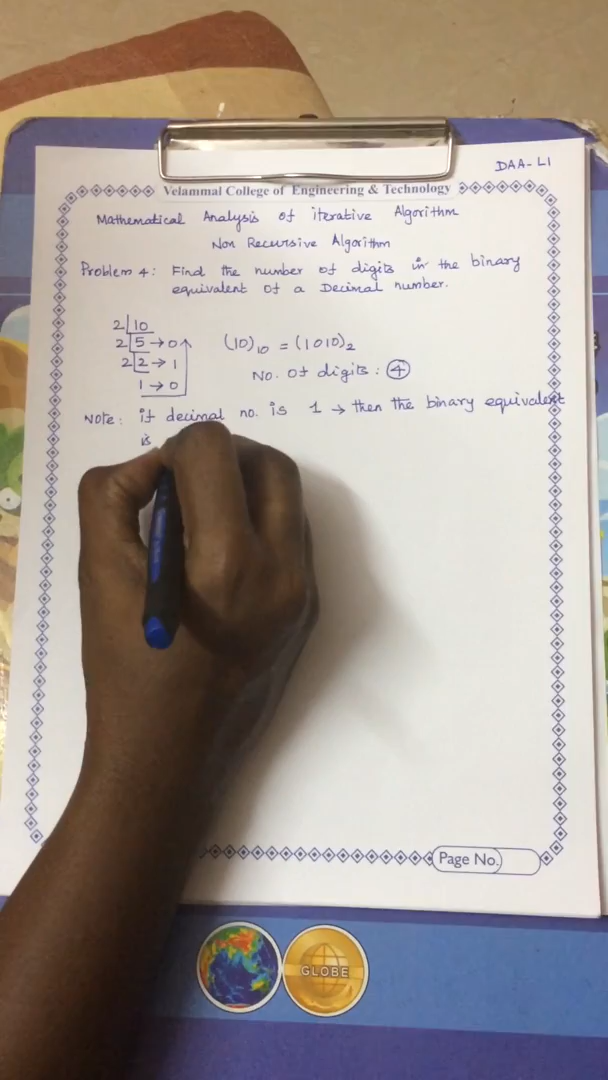 DAA-L1
Velammal College of Engineering & Technology
Mathematical Analysis of iterative Algorithm
Non Recursive Algorithm
Problem 4: Find the number of digits in the binary
equivalent of a Decimal number.
2 | 10
2 | 5 → 0
2 | 2 → 1
1 → 0
(10)₁₀ = (1010)₂
No. of digits : 4
Note: if decimal no. is 1 → then the binary equivalent
is
Page No.
GLOBE